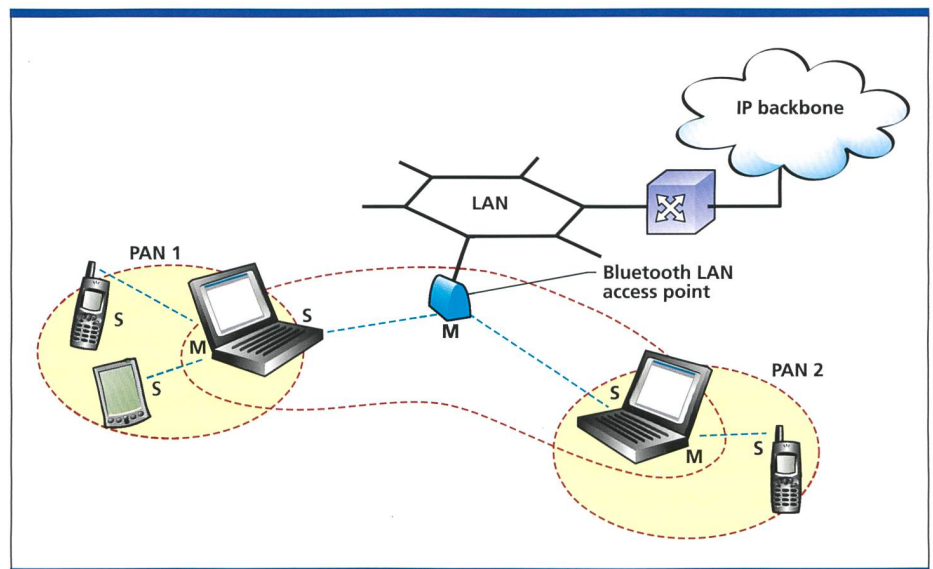 IP backbone
LAN
PAN 1
Bluetooth LAN
access point
S
S
M
M
S
PAN 2
S
S
M
S